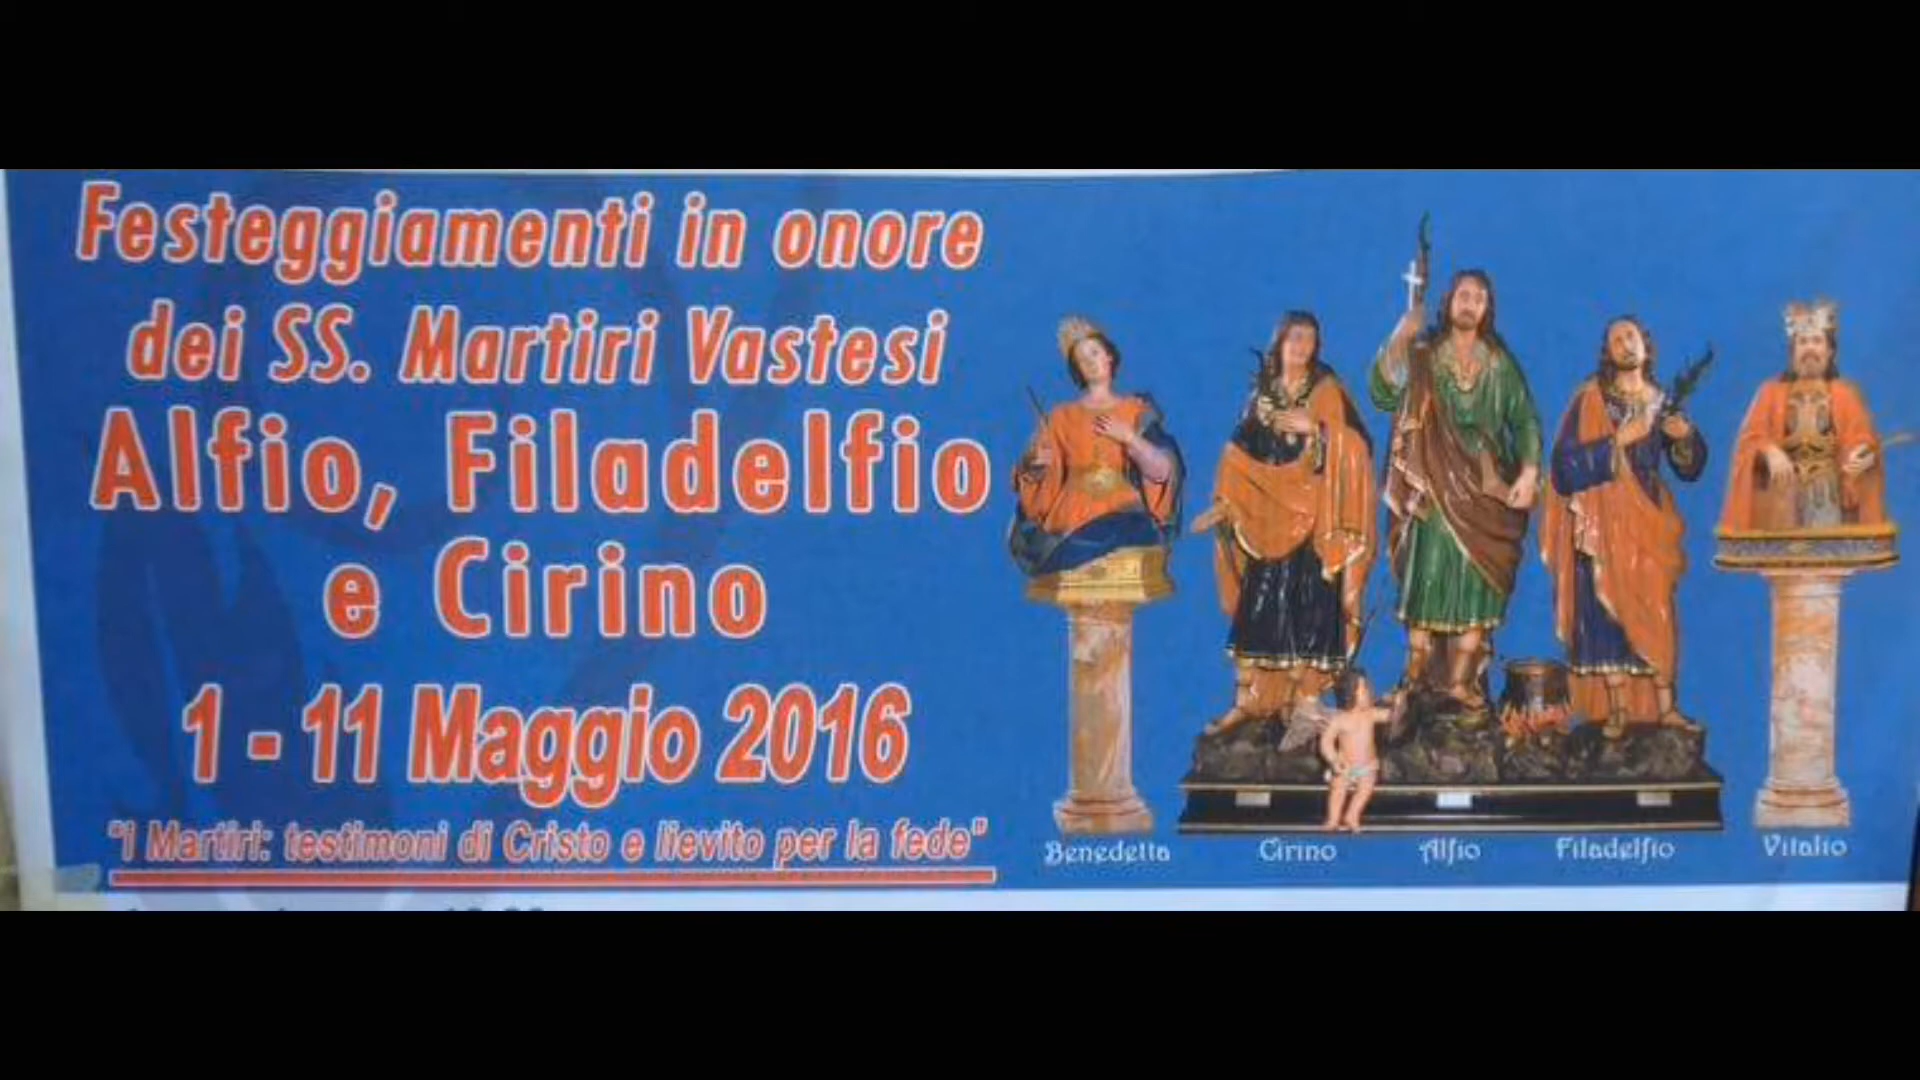 Festeggiamenti in onore
dei SS. Martiri Vastesi
Alfio, Filadelfio
e Cirino
1 - 11 Maggio 2016
"i Martiri: testimoni di Cristo e lievito per la fede"
Benedetta Cirino Alfio Filadelfio Vitalio